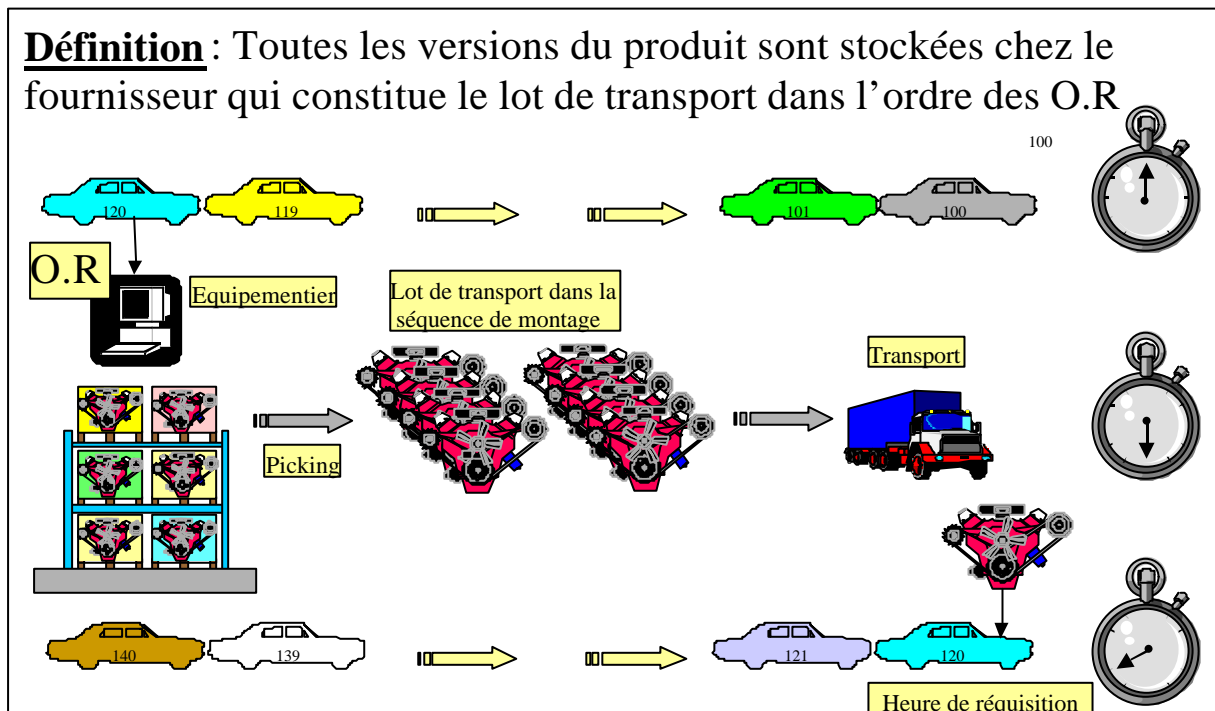 Définition : Toutes les versions du produit sont stockées chez le
fournisseur qui constitue le lot de transport dans l’ordre des O.R
100
120
119
101
100
O.R
Equipementier
Lot de transport dans la
séquence de montage
Transport
Picking
140
139
121
120
Heure de réquisition